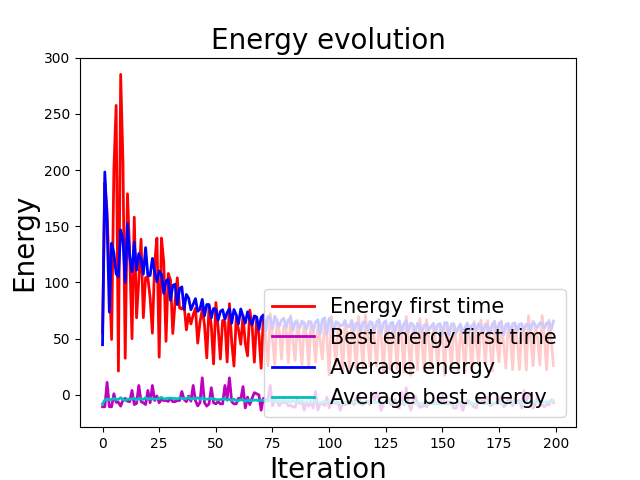 Energy evolution
Energy
300
250
200
150
100
50
0
Energy first time
Best energy first time
Average energy
Average best energy
0 25 50 75 100 125 150 175 200
Iteration